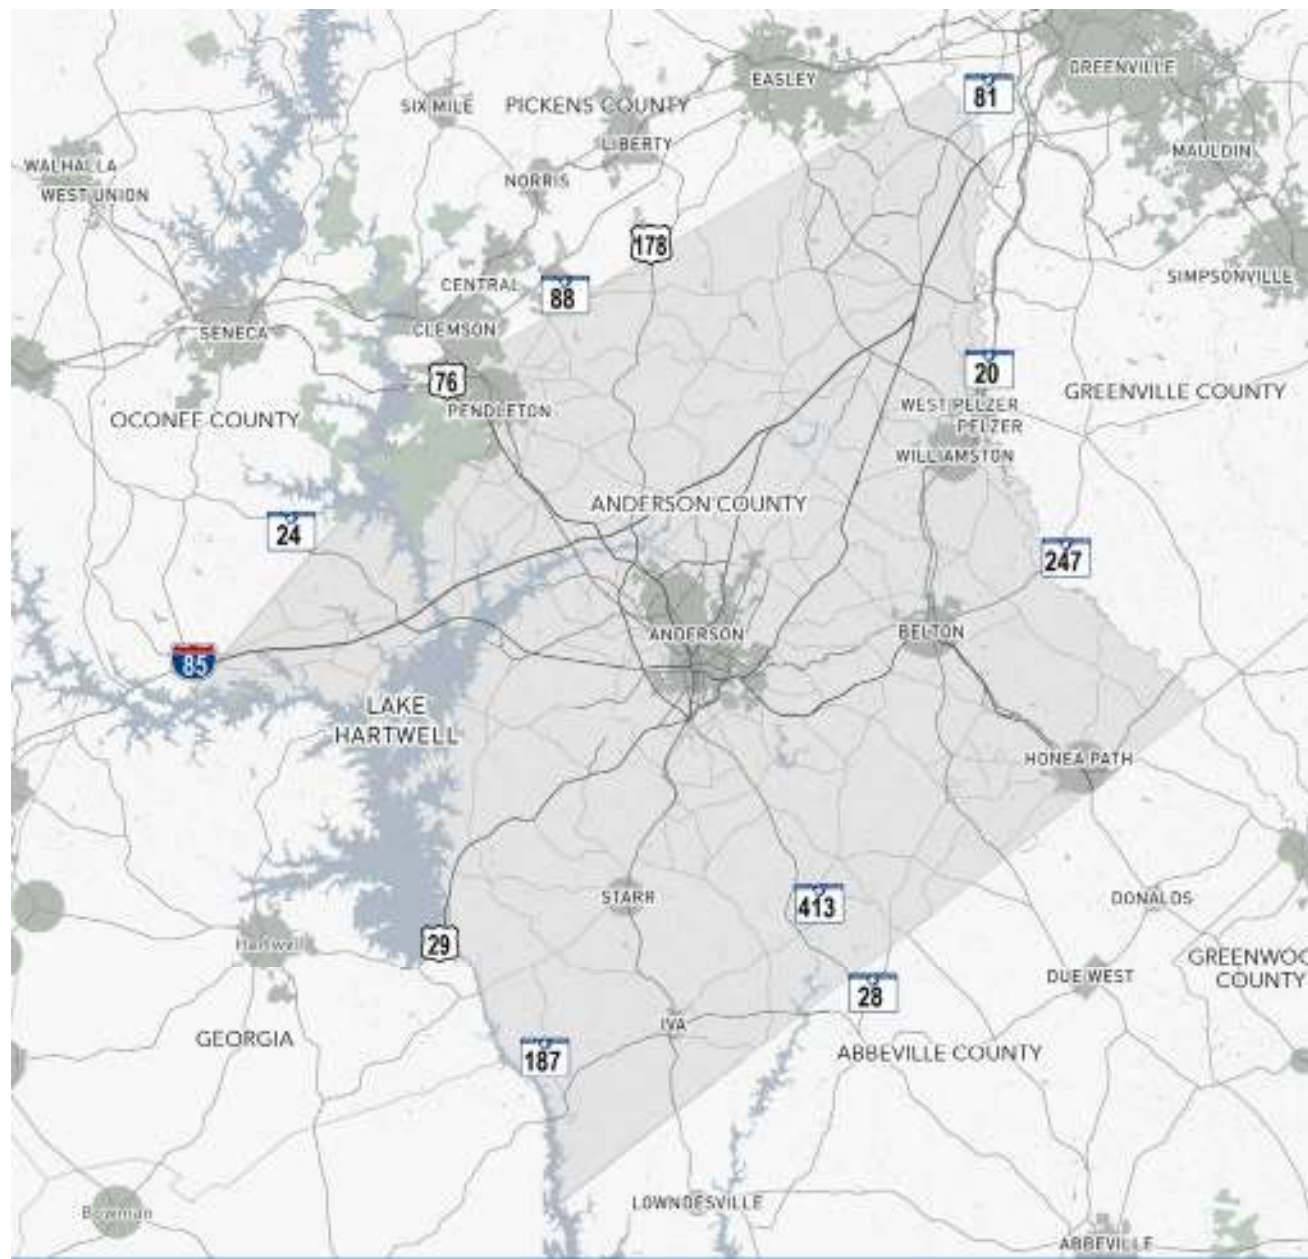 GREENVILLE
EASLEY
81
SIX MILE
PICKENS COUNTY
LIBERTY
MAULDIN
WALHALLA
NORRIS
WEST UNION
178
SIMPSONVILLE
CENTRAL
88
SENECA
CLEMSON
76
20
GREENVILLE COUNTY
WEST PELZER
PENDLETON
OCONEE COUNTY
PELZER
WILLIAMSTON
ANDERSON COUNTY
24
247
ANDERSON
BELTON
85
LAKE
HARTWELL
HONEA PATH
STARR
413
DONALDS
29
Hartwell
GREENWOO
COUNTY
DUE WEST
28
IVA
GEORGIA
187
ABBEVILLE COUNTY
LOWNDESVILLE
Bowman
ABBEVILLE